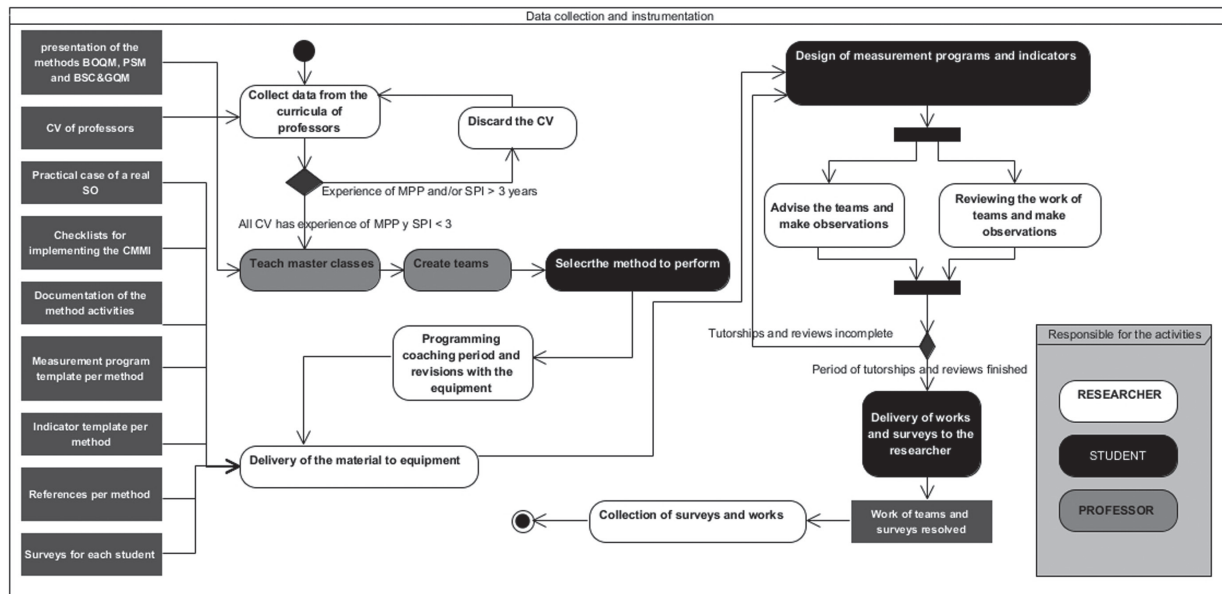 Data collection and instrumentation
presentation of the
methods BOQM, PSM
and BSC&GQM
CV of professors
Practical case of a real
SO
Checklists for
implementing the CMMI
Documentation of the
method activities
Measurement program
template per method
Indicator template per
method
References per method
Surveys for each student
Collect data from the
curricula of
professors
Discard the CV
Experience of MPP and/or SPI > 3 years
All CV has experience of MPP y SPI < 3
Teach master classes
Create teams
Selecrthe method to perform
Programming
coaching period and
revisions with the
equipment
Delivery of the material to equipment
Design of measurement programs and indicators
Advise the teams and
make observations
Reviewing the work of
teams and make
observations
Tutorships and reviews incomplete
Period of tutorships and reviews finished
Delivery of works
and surveys to the
researcher
Work of teams and
surveys resolved
Collection of surveys and works
Responsible for the activities
RESEARCHER
STUDENT
PROFESSOR